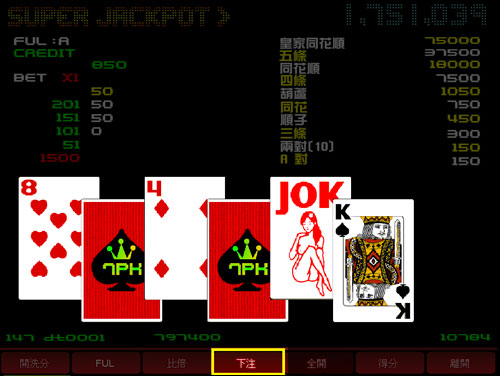 SUPER JACKPOT> 1,751,039
FUL:A
CREDIT
850
BET X1
50
201 50
151 50
101 0
51
1500
皇家同花順 75000
五條 37500
同花順 18000
四條 7500
葫蘆 1050
同花 750
順子 450
三條 300
兩對(10) 150
A 對 150
8
7PK
4
7PK
JOK
K
K
147 dt0001 797400 10784
開洗分 FUL 比倍 下注 全開 得分 離開